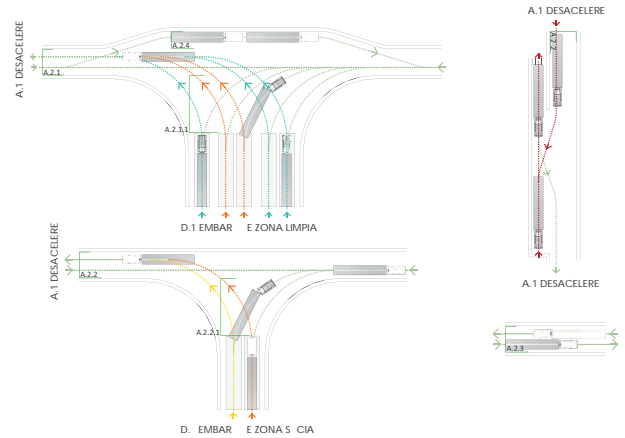 A.1 DESACELERE
A.2.4
A.2.1
A.2.1.1
D.1 EMBAR E ZONA LIMPIA
A.1 DESACELERE
A.2.2
A.2.2.1
D. EMBAR E ZONA S CIA
A.1 DESACELERE
A.1 DESACELERE
A.2.3